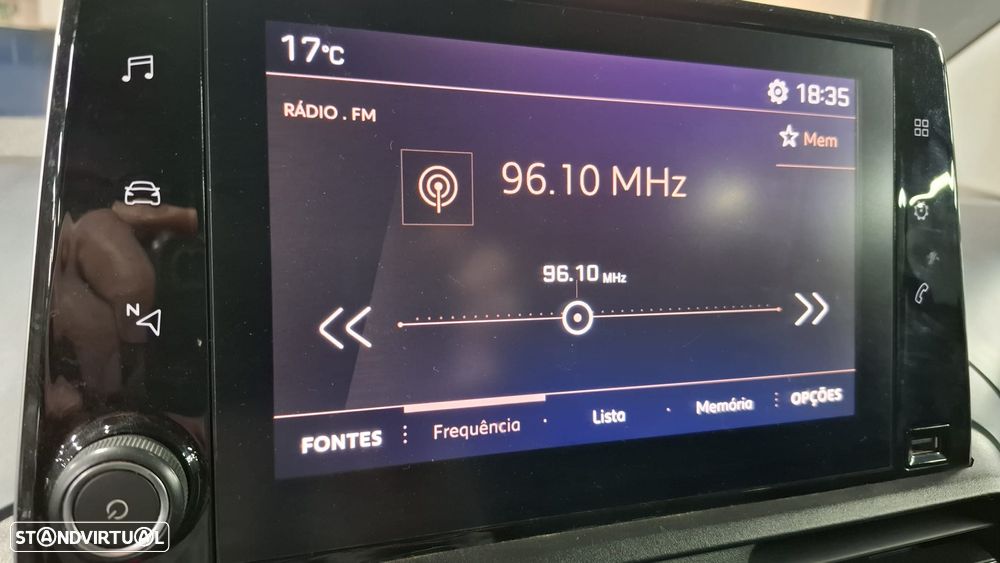 17°C
18:35
RÁDIO . FM
Mem
96.10 MHz
96.10 MHz
N
FONTES : Frequência · Lista · Memória : OPÇÕES
STANDVIRTUAL